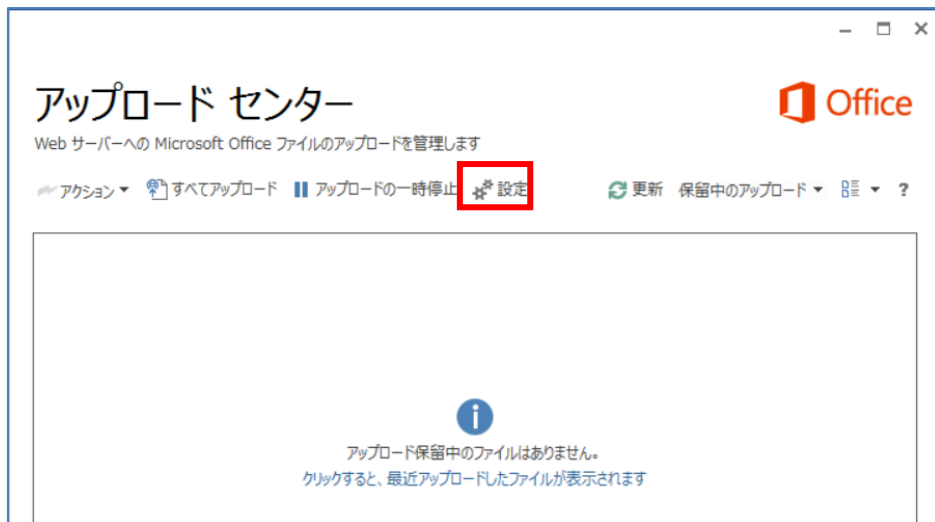 アップロード センター
Office
Web サーバーへの Microsoft Office ファイルのアップロードを管理します
アクション すべてアップロード アップロードの一時停止 設定 更新 保留中のアップロード ?
アップロード保留中のファイルはありません。
クリックすると、最近アップロードしたファイルが表示されます